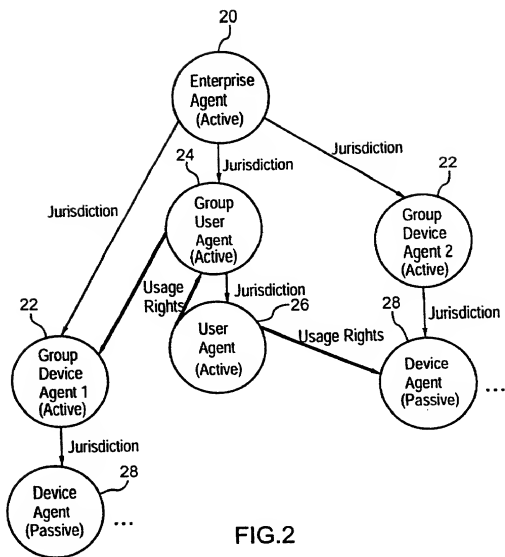 20
Enterprise
Agent
(Active)
Jurisdiction
24
Jurisdiction
22
Jurisdiction
Group
User
Agent
(Active)
Group
Device
Agent 2
(Active)
Usage
Rights
Jurisdiction
26
Jurisdiction
22
Group
Device
Agent 1
(Active)
User
Agent
(Active)
Usage Rights
28
Device
Agent
(Passive)
...
Jurisdiction
28
Device
Agent
(Passive)
...
FIG.2